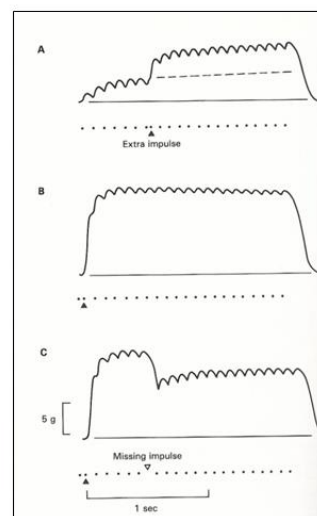 A
Extra impulse
B
C
5 g
Missing impulse
1 sec